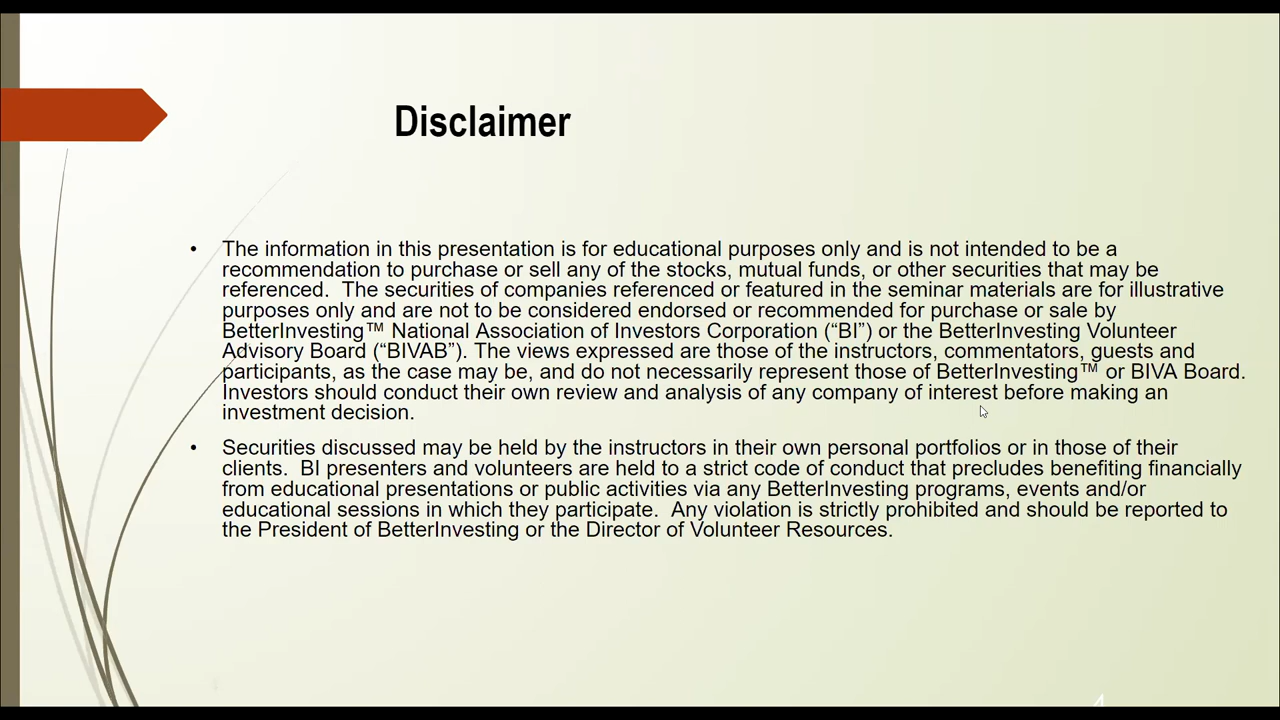 Disclaimer
• The information in this presentation is for educational purposes only and is not intended to be a
recommendation to purchase or sell any of the stocks, mutual funds, or other securities that may be
referenced.  The securities of companies referenced or featured in the seminar materials are for illustrative
purposes only and are not to be considered endorsed or recommended for purchase or sale by
BetterInvesting™ National Association of Investors Corporation (“BI”) or the BetterInvesting Volunteer
Advisory Board (“BIVAB”). The views expressed are those of the instructors, commentators, guests and
participants, as the case may be, and do not necessarily represent those of BetterInvesting™ or BIVA Board.
Investors should conduct their own review and analysis of any company of interest before making an
investment decision.
• Securities discussed may be held by the instructors in their own personal portfolios or in those of their
clients.  BI presenters and volunteers are held to a strict code of conduct that precludes benefiting financially
from educational presentations or public activities via any BetterInvesting programs, events and/or
educational sessions in which they participate.  Any violation is strictly prohibited and should be reported to
the President of BetterInvesting or the Director of Volunteer Resources.